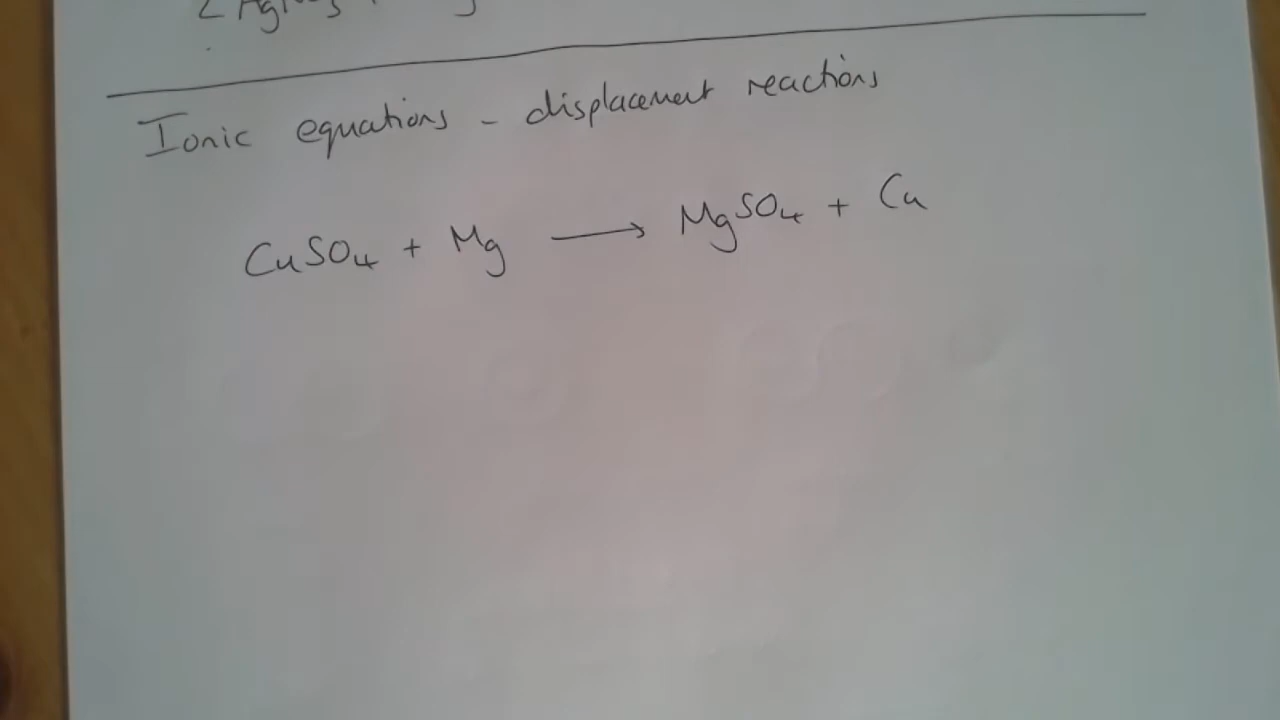 Ionic equations - displacement reactions
CuSO4 + Mg → MgSO4 + Cu